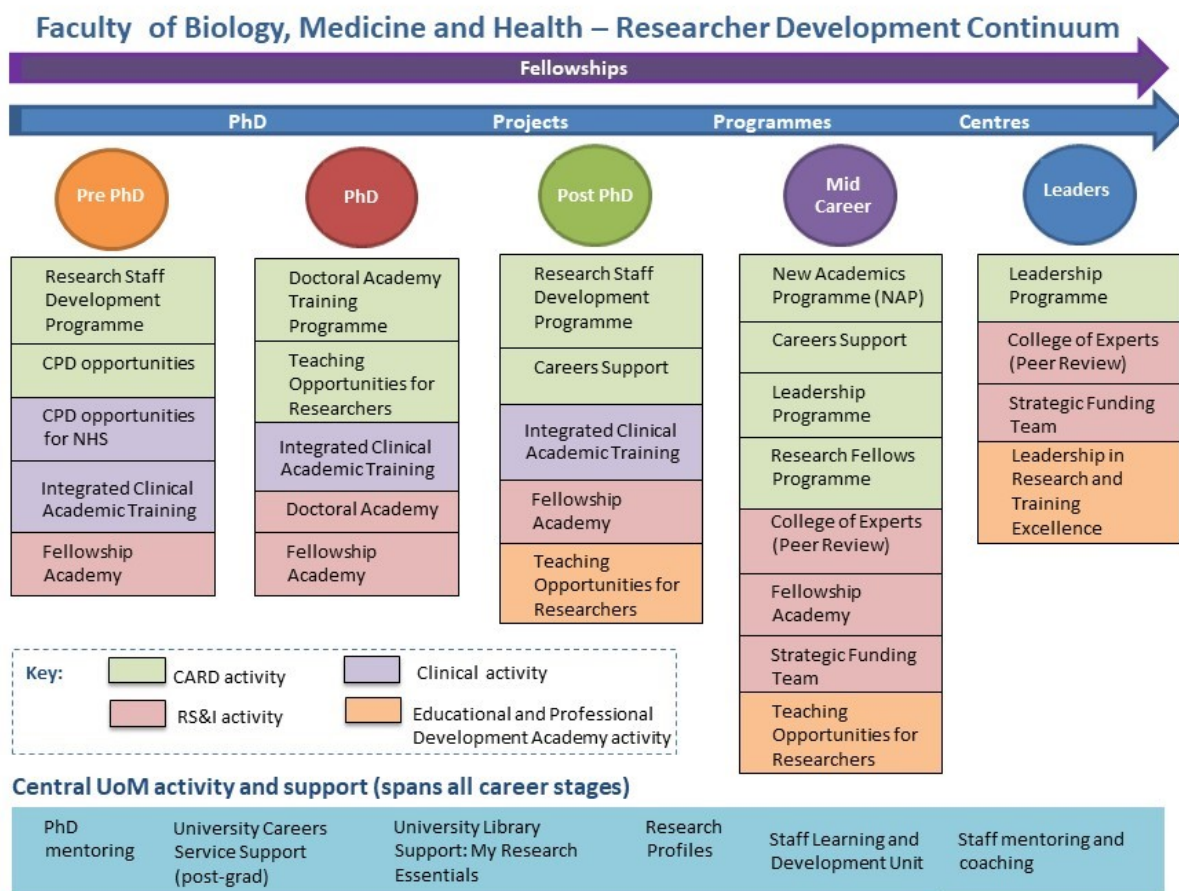 Faculty of Biology, Medicine and Health – Researcher Development Continuum
Fellowships
PhD Projects Programmes Centres
Pre PhD
PhD
Post PhD
Mid
Career
Leaders
Research Staff
Development
Programme
CPD opportunities
CPD opportunities
for NHS
Integrated Clinical
Academic Training
Fellowship
Academy
Doctoral Academy
Training
Programme
Teaching
Opportunities for
Researchers
Integrated Clinical
Academic Training
Doctoral Academy
Fellowship
Academy
Research Staff
Development
Programme
Careers Support
Integrated Clinical
Academic Training
Fellowship
Academy
Teaching
Opportunities for
Researchers
New Academics
Programme (NAP)
Careers Support
Leadership
Programme
Research Fellows
Programme
College of Experts
(Peer Review)
Fellowship
Academy
Strategic Funding
Team
Teaching
Opportunities for
Researchers
Leadership
Programme
College of Experts
(Peer Review)
Strategic Funding
Team
Leadership in
Research and
Training
Excellence
Key:
CARD activity
Clinical activity
RS&I activity
Educational and Professional
Development Academy activity
Central UoM activity and support (spans all career stages)
PhD
mentoring
University Careers
Service Support
(post-grad)
University Library
Support: My Research
Essentials
Research
Profiles
Staff Learning and
Development Unit
Staff mentoring and
coaching